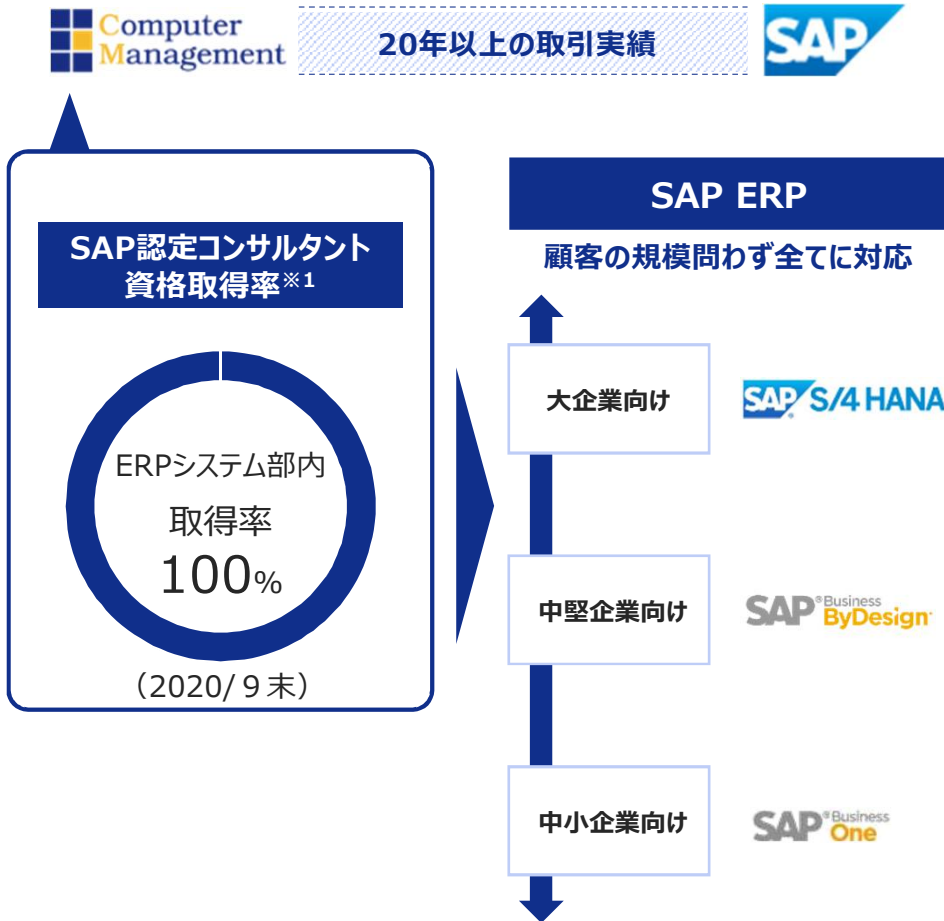 Computer
Management
20年以上の取引実績
SAP
SAP認定コンサルタント
資格取得率※1
ERPシステム部内
取得率
100%
（2020/９末）
SAP ERP
顧客の規模問わず全てに対応
大企業向け
SAP® S/4 HANA
中堅企業向け
SAP® Business
ByDesign
中小企業向け
SAP® Business
One